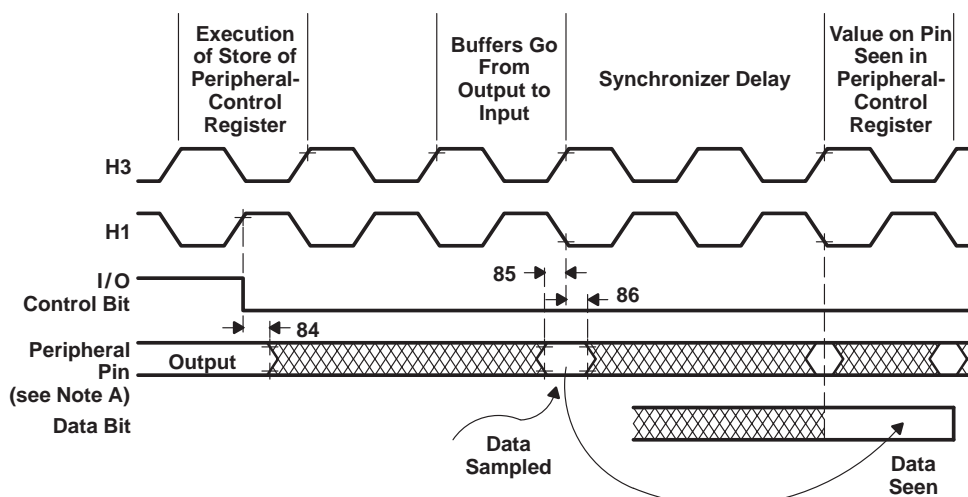 Execution
of Store of
Peripheral-
Control
Register
Buffers Go
From
Output to
Input
Synchronizer Delay
Value on Pin
Seen in
Peripheral-
Control
Register
H3
H1
I/O
Control Bit
85
86
84
Peripheral
Pin
(see Note A)
Output
Data Bit
Data
Sampled
Data
Seen